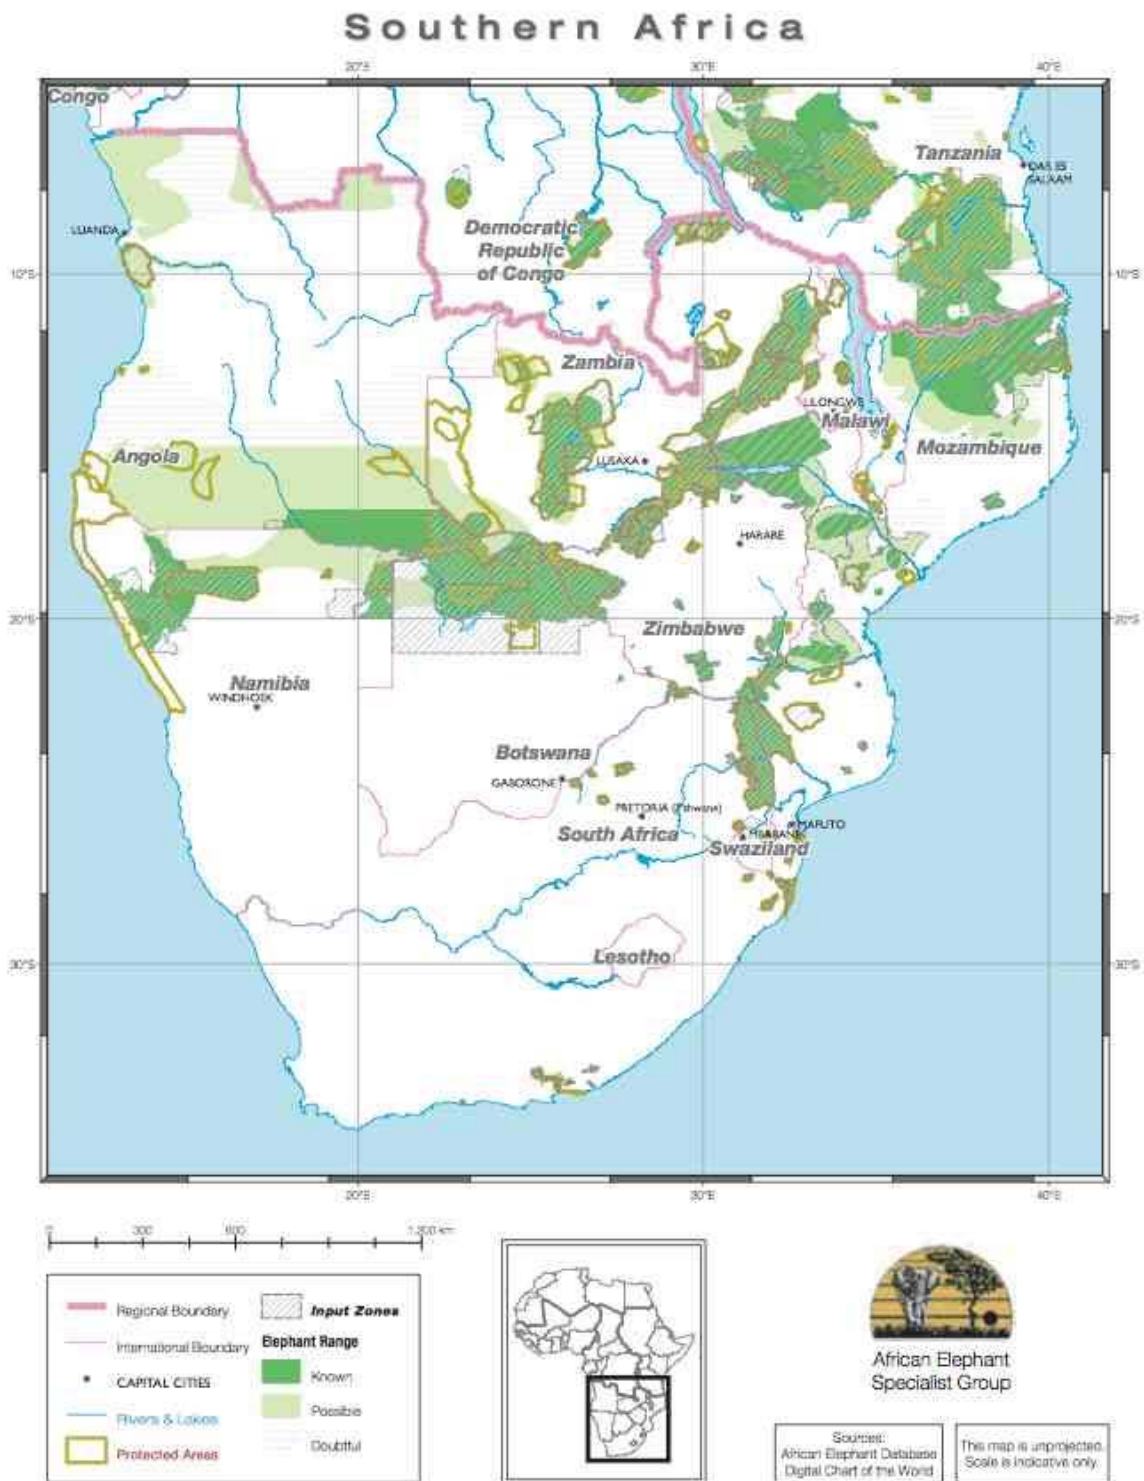 Southern Africa
20°E 30°E 40°E
Congo
Tanzania
DAR ES
SALAAM
LUANDA
Democratic
Republic
of Congo
10°S 10°S
Zambia
LILONGWE
Malawi
Angola
LUSAKA
Mozambique
HARARE
20°S 20°S
Zimbabwe
Namibia
WINDHOEK
Botswana
GABORONE
PRETORIA (Tshwane)
MAPUTO
South Africa
MBABANE
Swaziland
Lesotho
30°S 30°S
20°E 30°E 40°E
0 300 600 1,200 km
Regional Boundary
International Boundary
CAPITAL CITIES
Rivers & Lakes
Protected Areas
Input Zones
Elephant Range
Known
Possible
Doubtful
African Elephant
Specialist Group
Sources:
African Elephant Database
Digital Chart of the World
This map is unprojected.
Scale is indicative only.